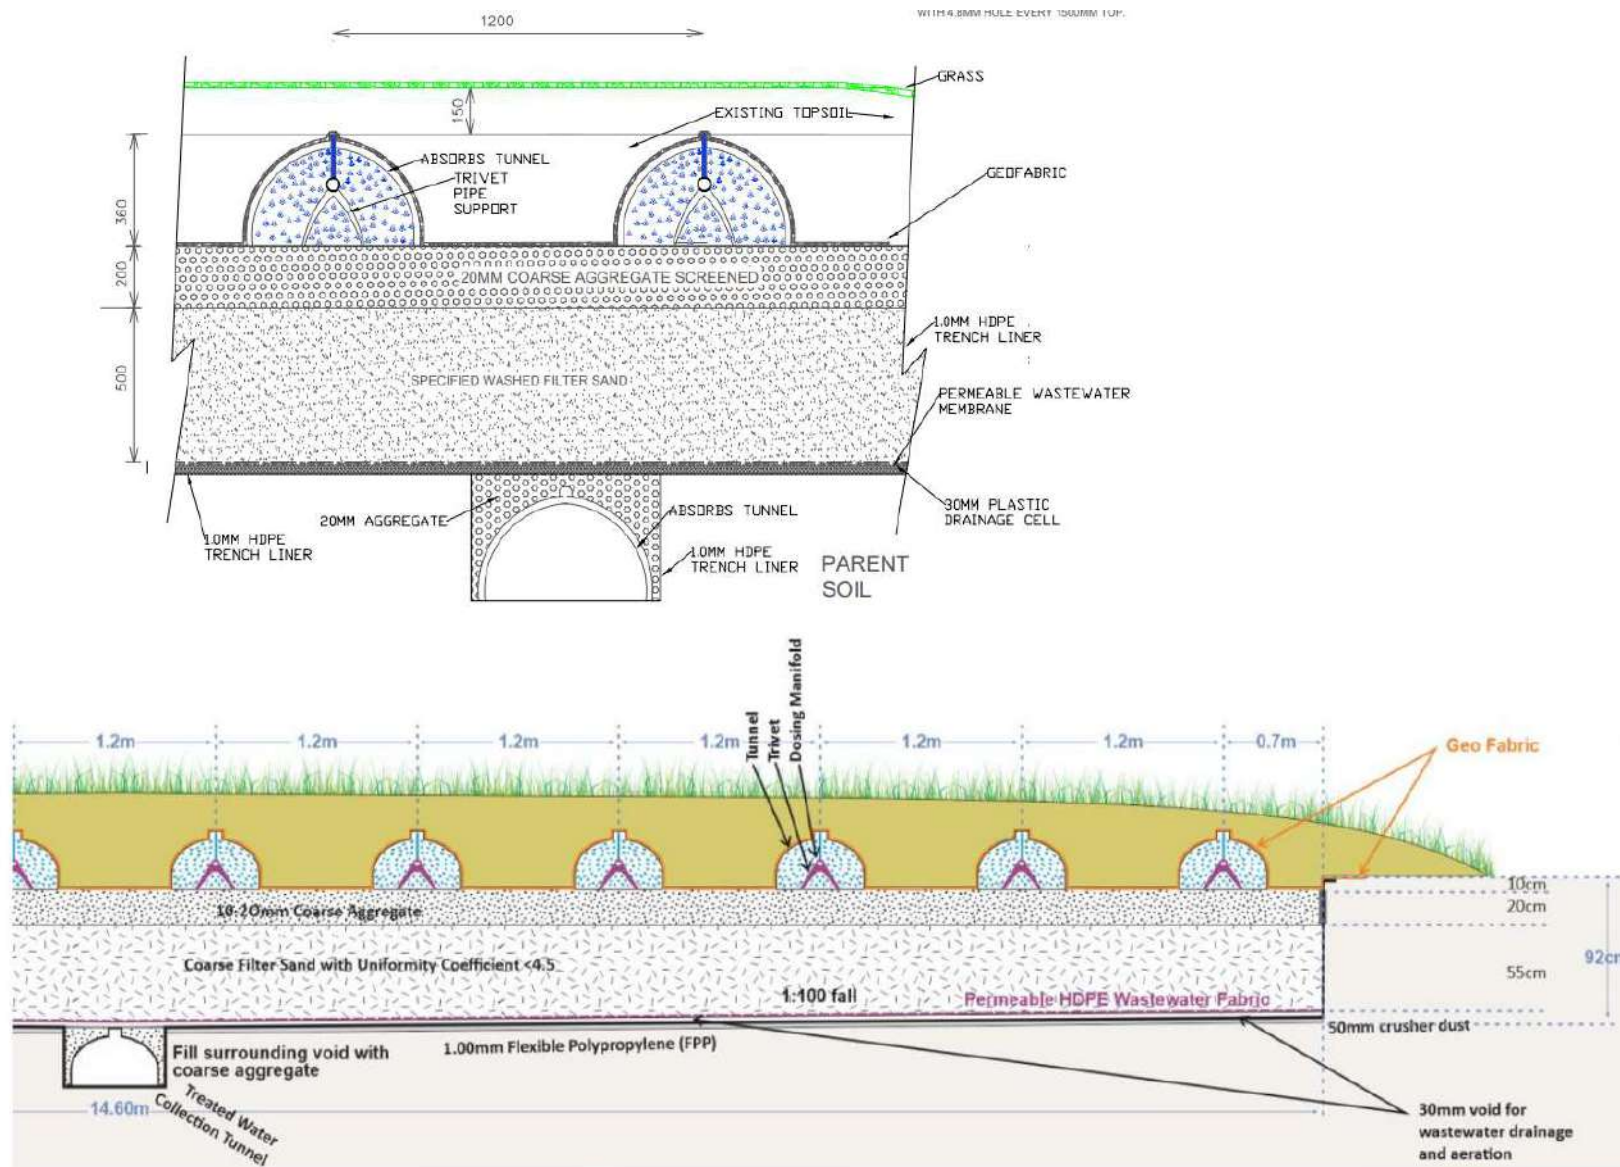 WITH 4.8MM HOLE EVERY 1500MM TOP.
1200
GRASS
150
EXISTING TOPSOIL
ABSORBS TUNNEL
TRIVET
PIPE
SUPPORT
GEOFABRIC
360
200
20MM COARSE AGGREGATE SCREENED
1.0MM HDPE
TRENCH LINER
500
SPECIFIED WASHED FILTER SAND
PERMEABLE WASTEWATER
MEMBRANE
30MM PLASTIC
DRAINAGE CELL
20MM AGGREGATE
ABSORBS TUNNEL
1.0MM HDPE
TRENCH LINER
1.0MM HDPE
TRENCH LINER
PARENT
SOIL
Tunnel
Trivet
Dosing Manifold
1.2m
1.2m
1.2m
1.2m
1.2m
1.2m
0.7m
Geo Fabric
10cm
10-20mm Coarse Aggregate
20cm
Coarse Filter Sand with Uniformity Coefficient <4.5
55cm
92cm
1:100 fall
Permeable HDPE Wastewater Fabric
50mm crusher dust
Fill surrounding void with
coarse aggregate
1.00mm Flexible Polypropylene (FPP)
14.60m
Treated Water
Collection Tunnel
30mm void for
wastewater drainage
and aeration